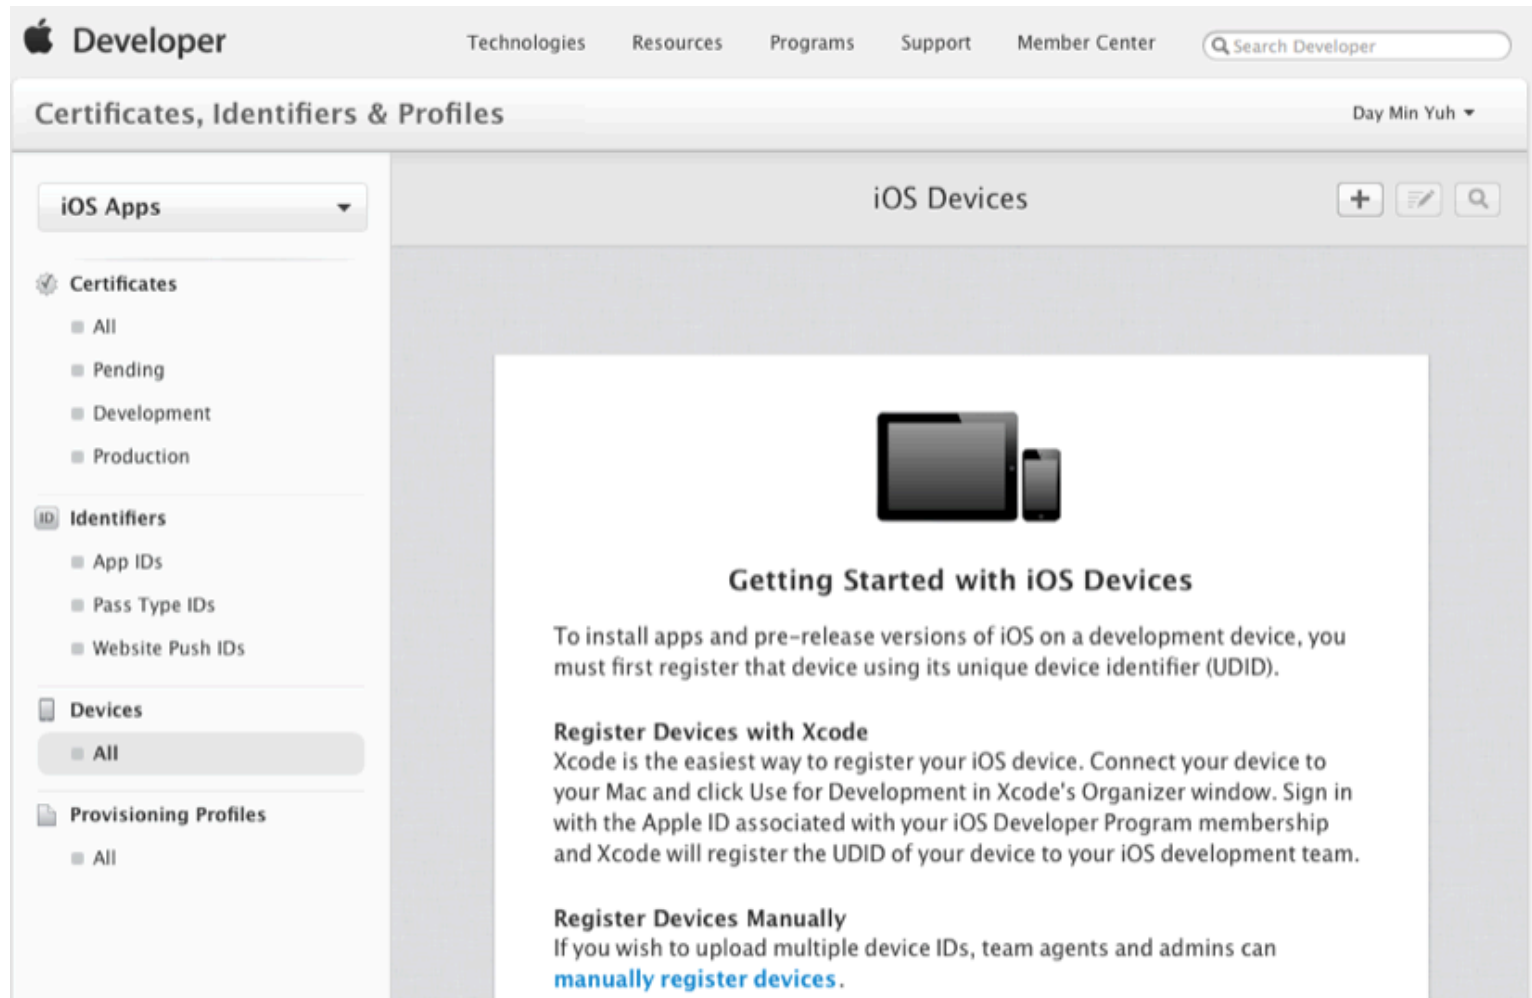 Developer
Technologies Resources Programs Support Member Center Search Developer
Certificates, Identifiers & Profiles
Day Min Yuh
iOS Apps
Certificates
All
Pending
Development
Production
ID Identifiers
App IDs
Pass Type IDs
Website Push IDs
Devices
All
Provisioning Profiles
All
iOS Devices
Getting Started with iOS Devices
To install apps and pre-release versions of iOS on a development device, you
must first register that device using its unique device identifier (UDID).
Register Devices with Xcode
Xcode is the easiest way to register your iOS device. Connect your device to
your Mac and click Use for Development in Xcode's Organizer window. Sign in
with the Apple ID associated with your iOS Developer Program membership
and Xcode will register the UDID of your device to your iOS development team.
Register Devices Manually
If you wish to upload multiple device IDs, team agents and admins can
manually register devices.